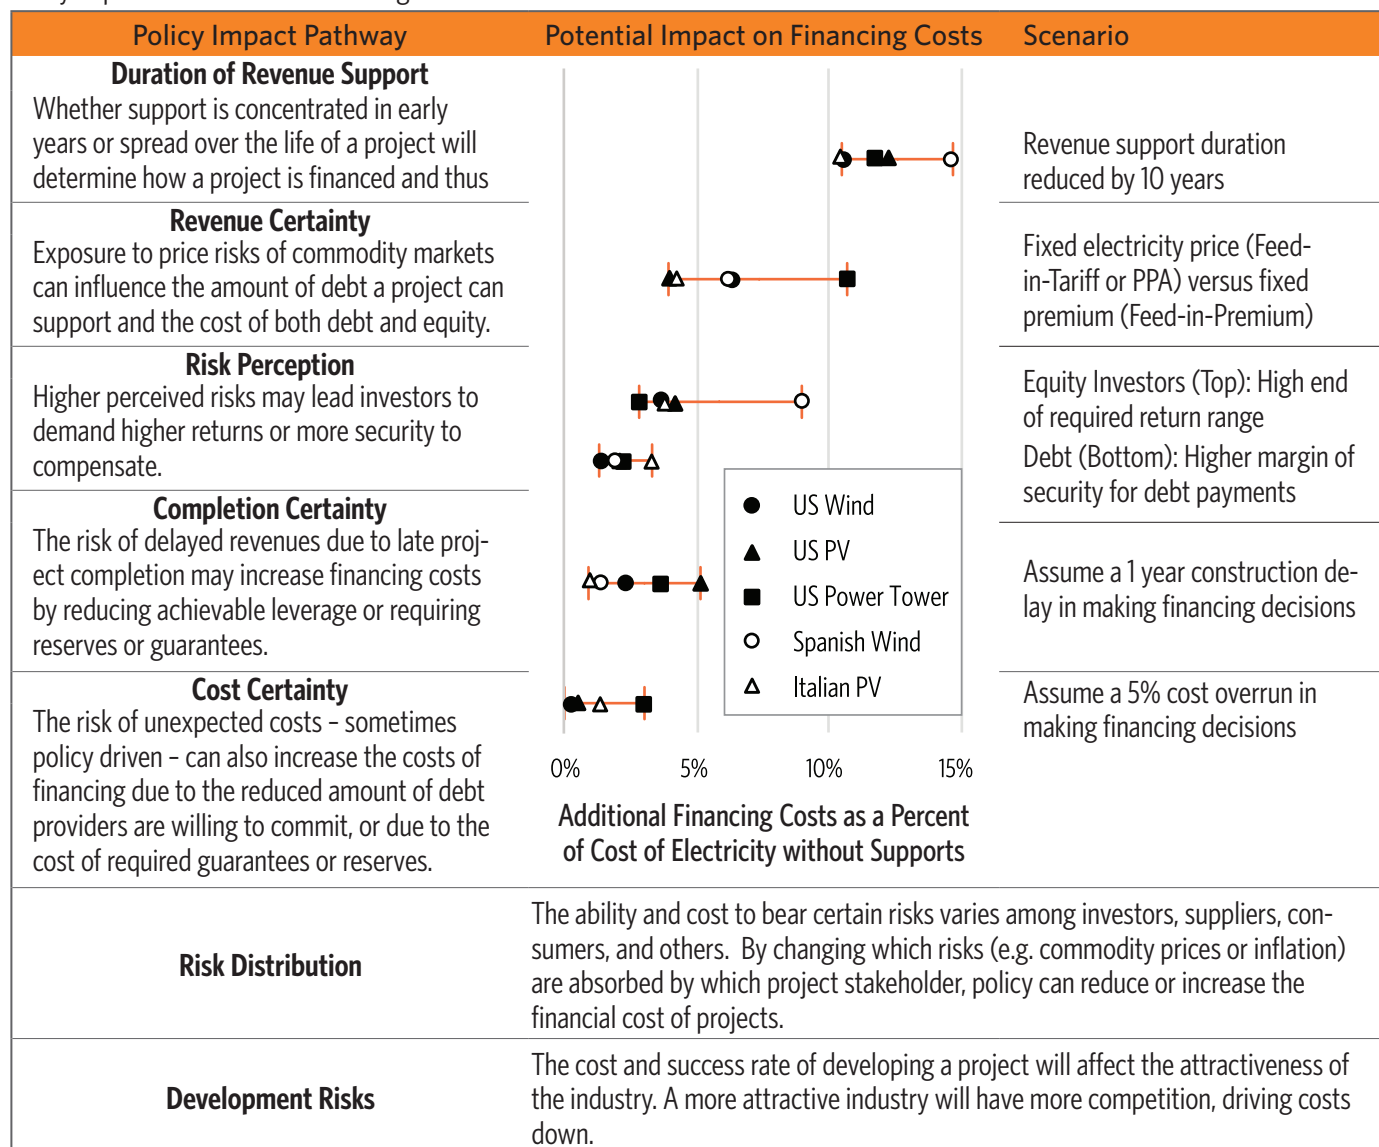 Policy Impact Pathway
Potential Impact on Financing Costs
Scenario
Duration of Revenue Support
Whether support is concentrated in early
years or spread over the life of a project will
determine how a project is financed and thus
Revenue support duration
reduced by 10 years
Revenue Certainty
Exposure to price risks of commodity markets
can influence the amount of debt a project can
support and the cost of both debt and equity.
Fixed electricity price (Feed-
in-Tariff or PPA) versus fixed
premium (Feed-in-Premium)
Risk Perception
Higher perceived risks may lead investors to
demand higher returns or more security to
compensate.
Equity Investors (Top): High end
of required return range
Debt (Bottom): Higher margin of
security for debt payments
Completion Certainty
The risk of delayed revenues due to late proj-
ect completion may increase financing costs
by reducing achievable leverage or requiring
reserves or guarantees.
Assume a 1 year construction de-
lay in making financing decisions
Cost Certainty
The risk of unexpected costs – sometimes
policy driven – can also increase the costs of
financing due to the reduced amount of debt
providers are willing to commit, or due to the
cost of required guarantees or reserves.
Assume a 5% cost overrun in
making financing decisions
US Wind
US PV
US Power Tower
Spanish Wind
Italian PV
0%
5%
10%
15%
Additional Financing Costs as a Percent
of Cost of Electricity without Supports
Risk Distribution
The ability and cost to bear certain risks varies among investors, suppliers, con-
sumers, and others.  By changing which risks (e.g. commodity prices or inflation)
are absorbed by which project stakeholder, policy can reduce or increase the
financial cost of projects.
Development Risks
The cost and success rate of developing a project will affect the attractiveness of
the industry. A more attractive industry will have more competition, driving costs
down.